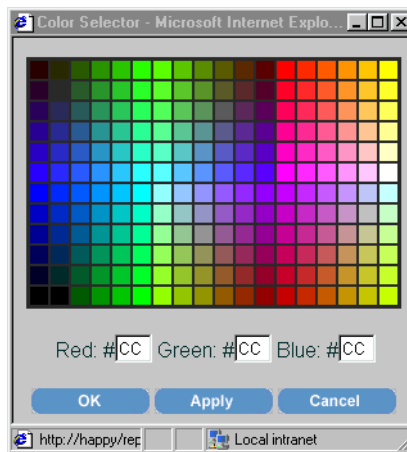 Color Selector - Microsoft Internet Explo...
Red: #CC Green: #CC Blue: #CC
OK Apply Cancel
http://happy/rep Local intranet